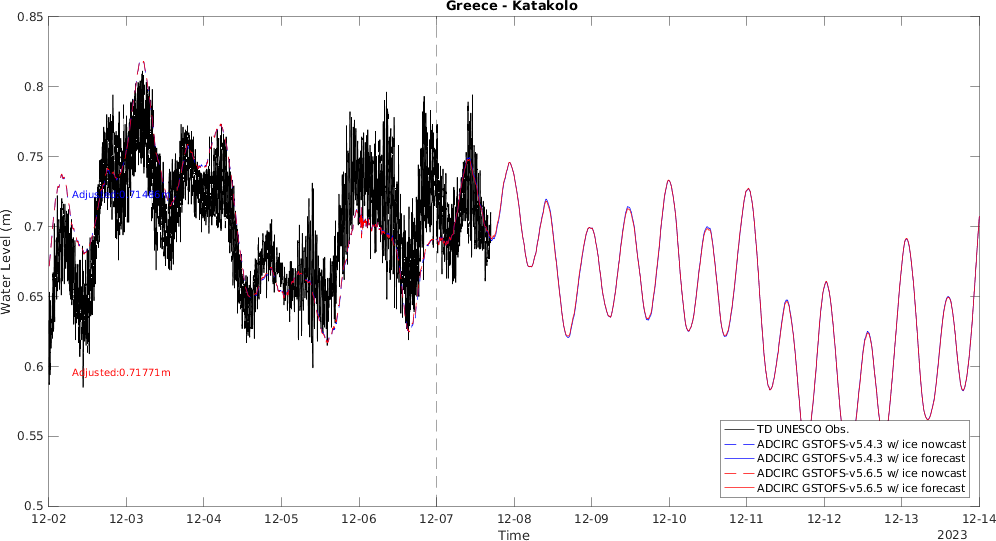 Greece - Katakolo
0.85
0.8
0.75
0.7
0.65
0.6
0.55
0.5
Water Level (m)
Adjusted:0.71771m
TD UNESCO Obs.
ADCIRC GSTOFS-v5.4.3 w/ ice nowcast
ADCIRC GSTOFS-v5.4.3 w/ ice forecast
ADCIRC GSTOFS-v5.6.5 w/ ice nowcast
ADCIRC GSTOFS-v5.6.5 w/ ice forecast
12-02 12-03 12-04 12-05 12-06 12-07 12-08 12-09 12-10 12-11 12-12 12-13 12-14
Time
2023